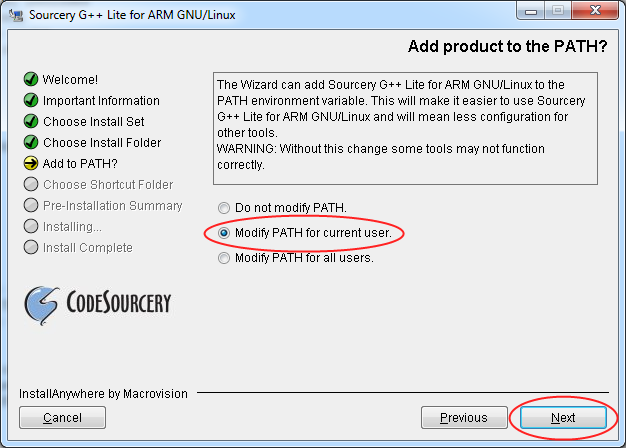 Sourcery G++ Lite for ARM GNU/Linux
Add product to the PATH?
Welcome!
Important Information
Choose Install Set
Choose Install Folder
Add to PATH?
Choose Shortcut Folder
Pre-Installation Summary
Installing...
Install Complete
The Wizard can add Sourcery G++ Lite for ARM GNU/Linux to the
PATH environment variable. This will make it easier to use Sourcery
G++ Lite for ARM GNU/Linux and will mean less configuration for
other tools.
WARNING: Without this change some tools may not function
correctly.
Do not modify PATH.
Modify PATH for current user.
Modify PATH for all users.
CODESOURCERY
InstallAnywhere by Macrovision
Cancel
Previous
Next